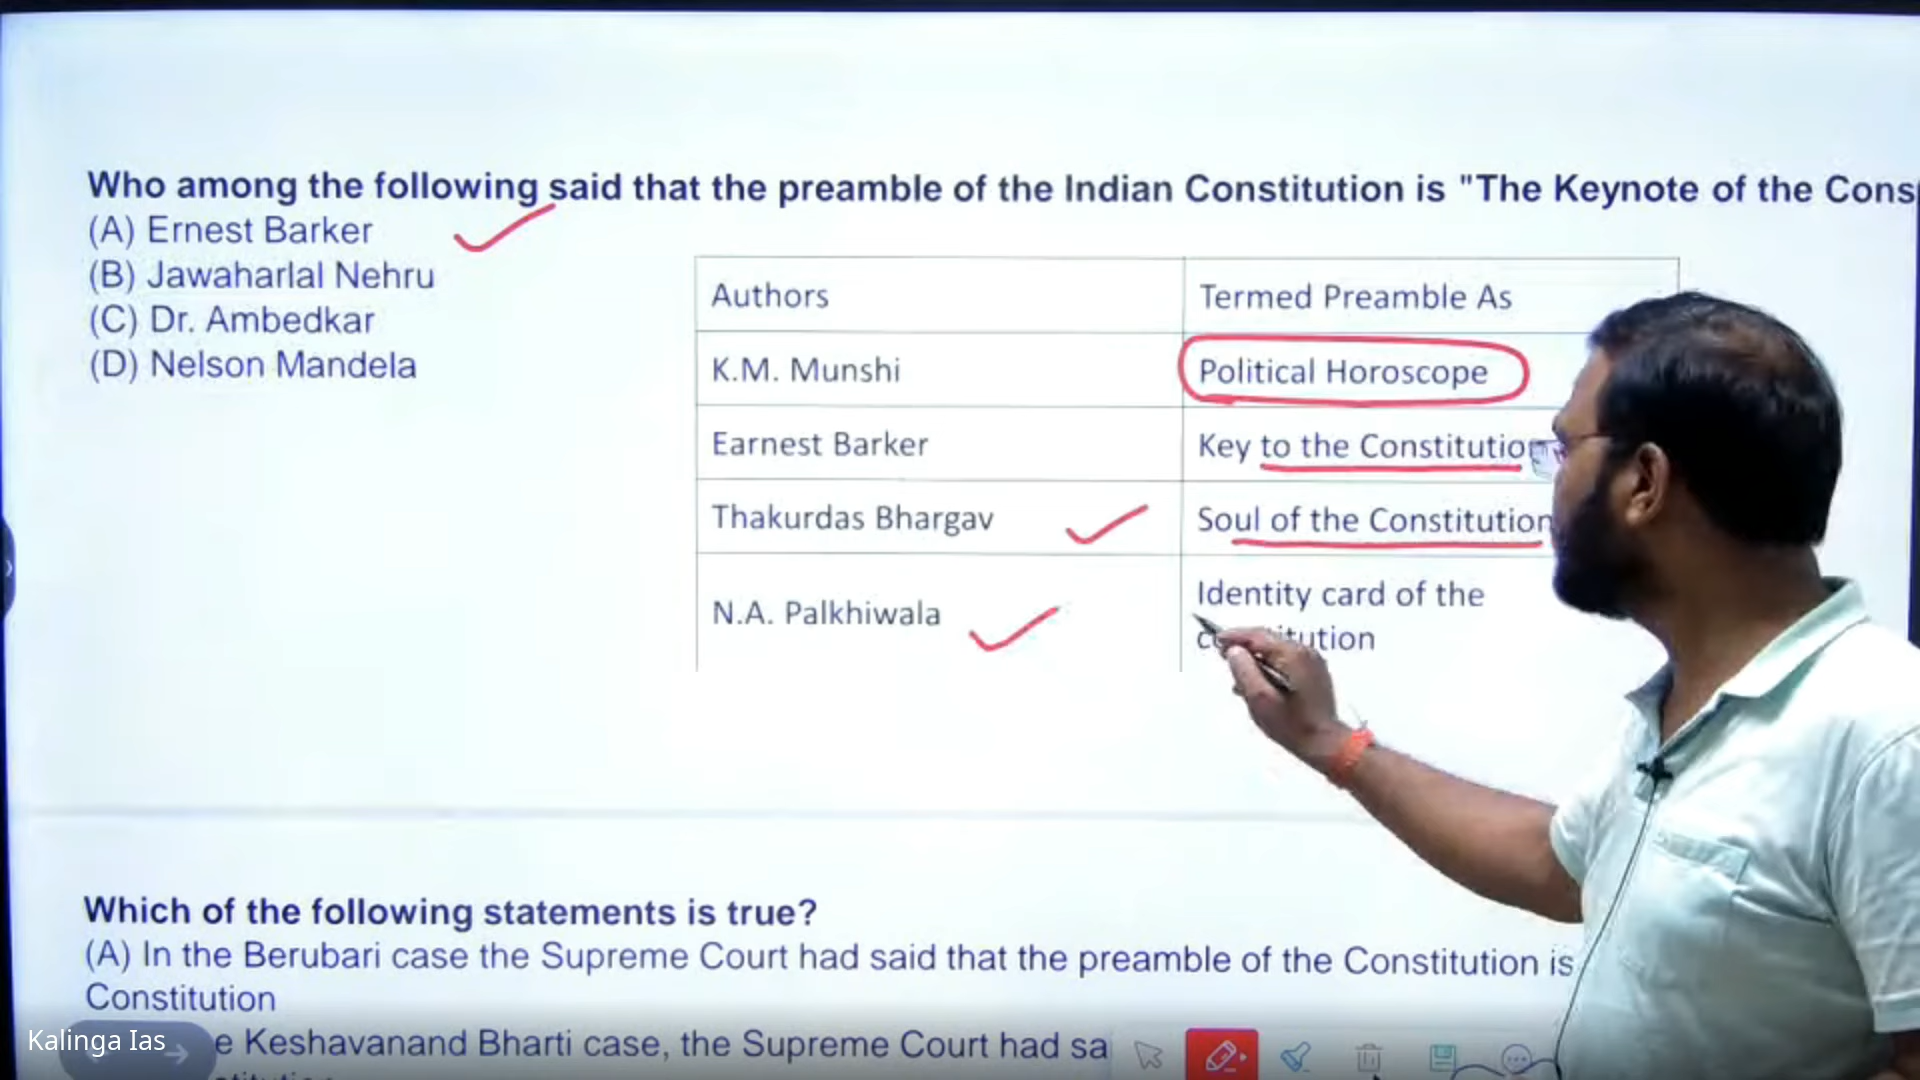 Who among the following said that the preamble of the Indian Constitution is "The Keynote of the Cons
(A) Ernest Barker
(B) Jawaharlal Nehru
(C) Dr. Ambedkar
(D) Nelson Mandela
Authors Termed Preamble As
K.M. Munshi Political Horoscope
Earnest Barker Key to the Constitution
Thakurdas Bhargav Soul of the Constitution
N.A. Palkhiwala Identity card of the
constitution
Which of the following statements is true?
(A) In the Berubari case the Supreme Court had said that the preamble of the Constitution is
Constitution
e Keshavanand Bharti case, the Supreme Court had sa
Kalinga Ias